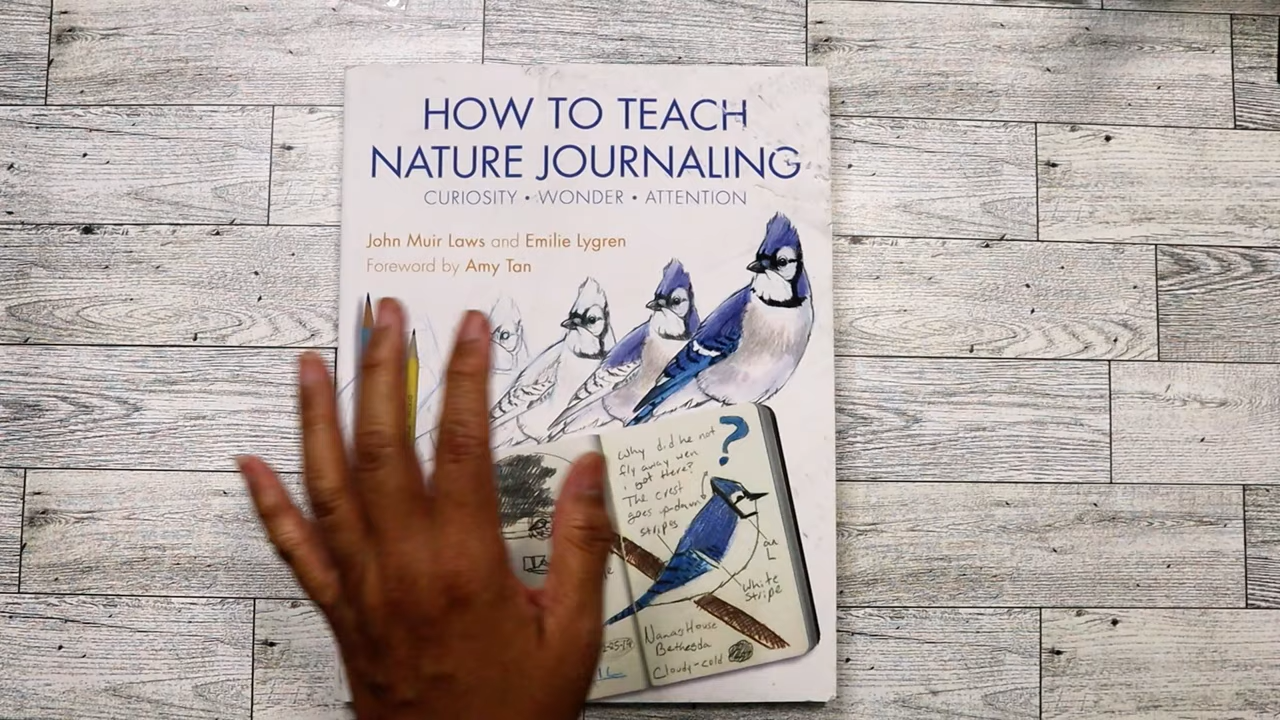 HOW TO TEACH
NATURE JOURNALING
CURIOSITY • WONDER • ATTENTION
John Muir Laws and Emilie Lygren
Foreword by Amy Tan
?
Why did he not
fly away wen
i got there?
The crest
goes up-down
stripes
an
L
white
stripe
Nanas House
Bethesda
Cloudy-cold